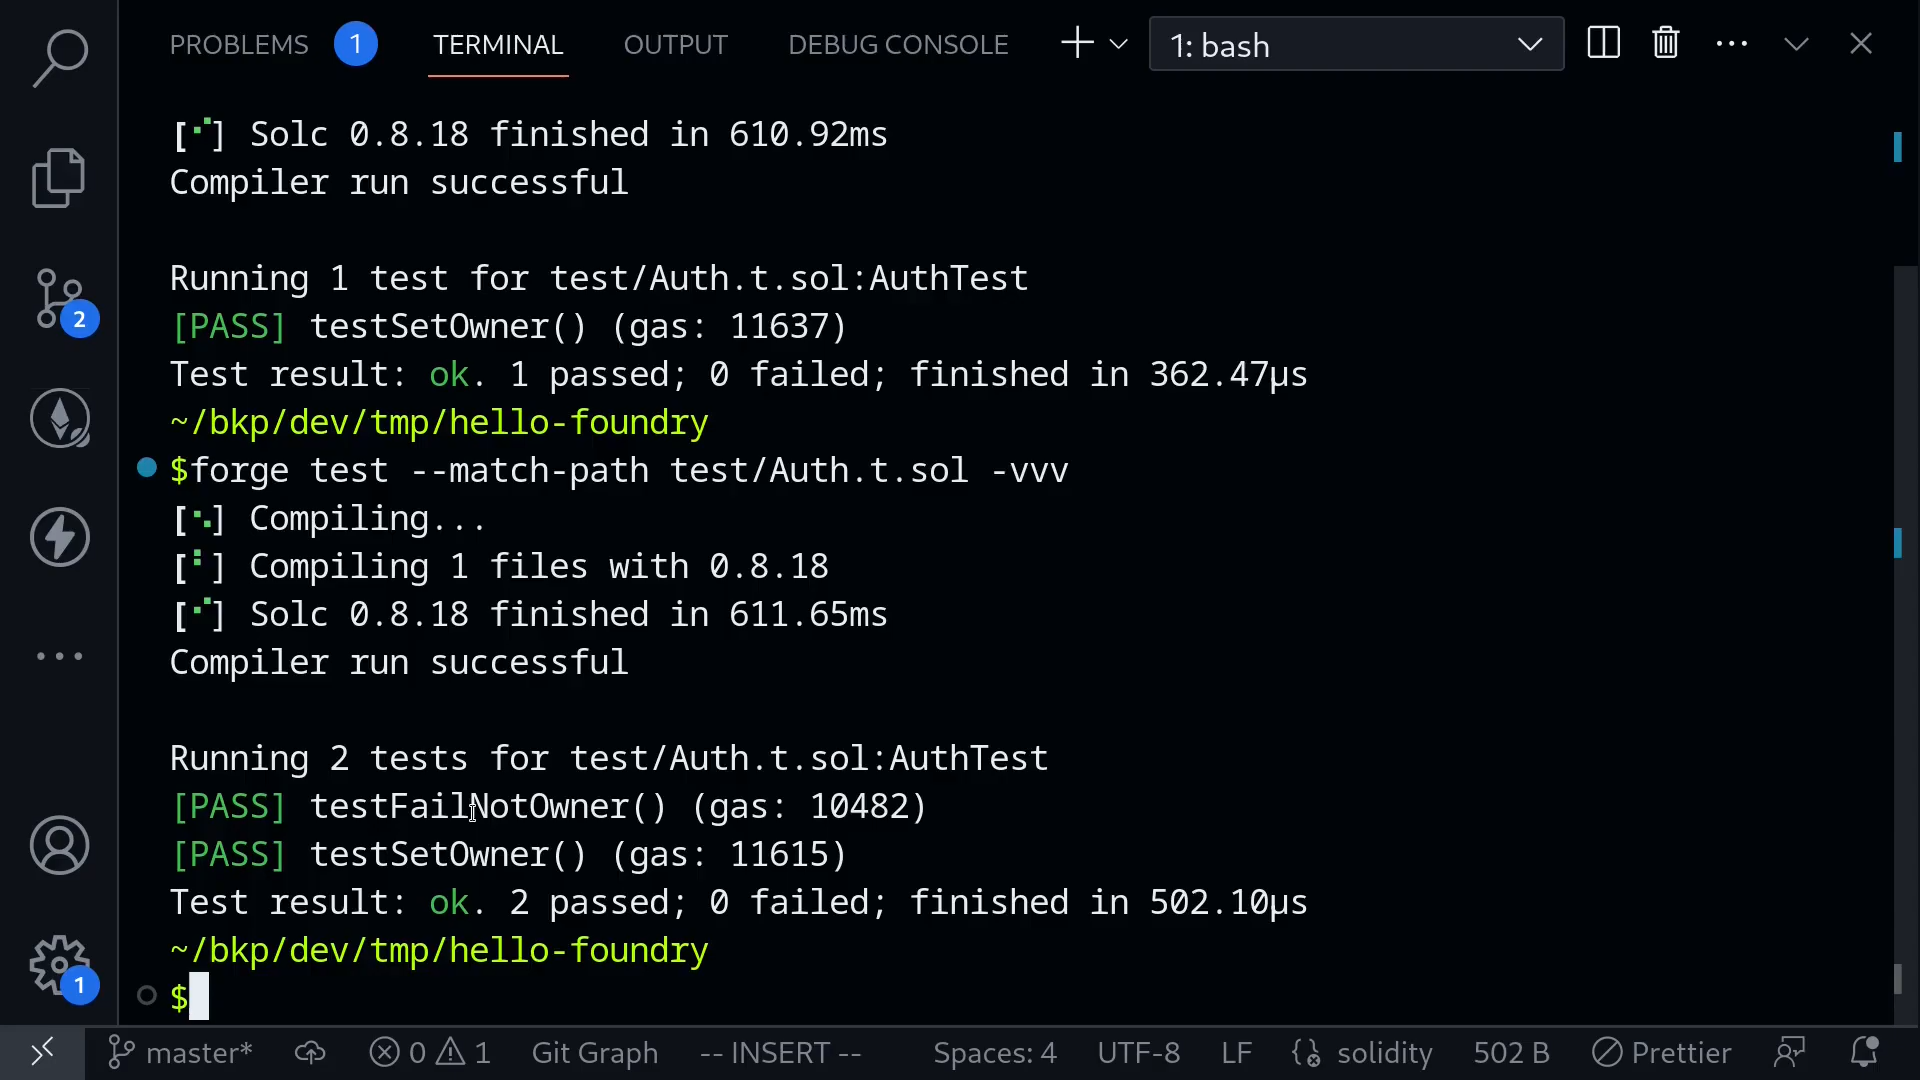 PROBLEMS 1 TERMINAL OUTPUT DEBUG CONSOLE 1: bash
[⠊] Solc 0.8.18 finished in 610.92ms
Compiler run successful
Running 1 test for test/Auth.t.sol:AuthTest
[PASS] testSetOwner() (gas: 11637)
Test result: ok. 1 passed; 0 failed; finished in 362.47µs
~/bkp/dev/tmp/hello-foundry
$forge test --match-path test/Auth.t.sol -vvv
[⠢] Compiling...
[⠃] Compiling 1 files with 0.8.18
[⠊] Solc 0.8.18 finished in 611.65ms
Compiler run successful
Running 2 tests for test/Auth.t.sol:AuthTest
[PASS] testFailNotOwner() (gas: 10482)
[PASS] testSetOwner() (gas: 11615)
Test result: ok. 2 passed; 0 failed; finished in 502.10µs
~/bkp/dev/tmp/hello-foundry
$
2
1
master* 0 1 Git Graph -- INSERT -- Spaces: 4 UTF-8 LF solidity 502 B Prettier